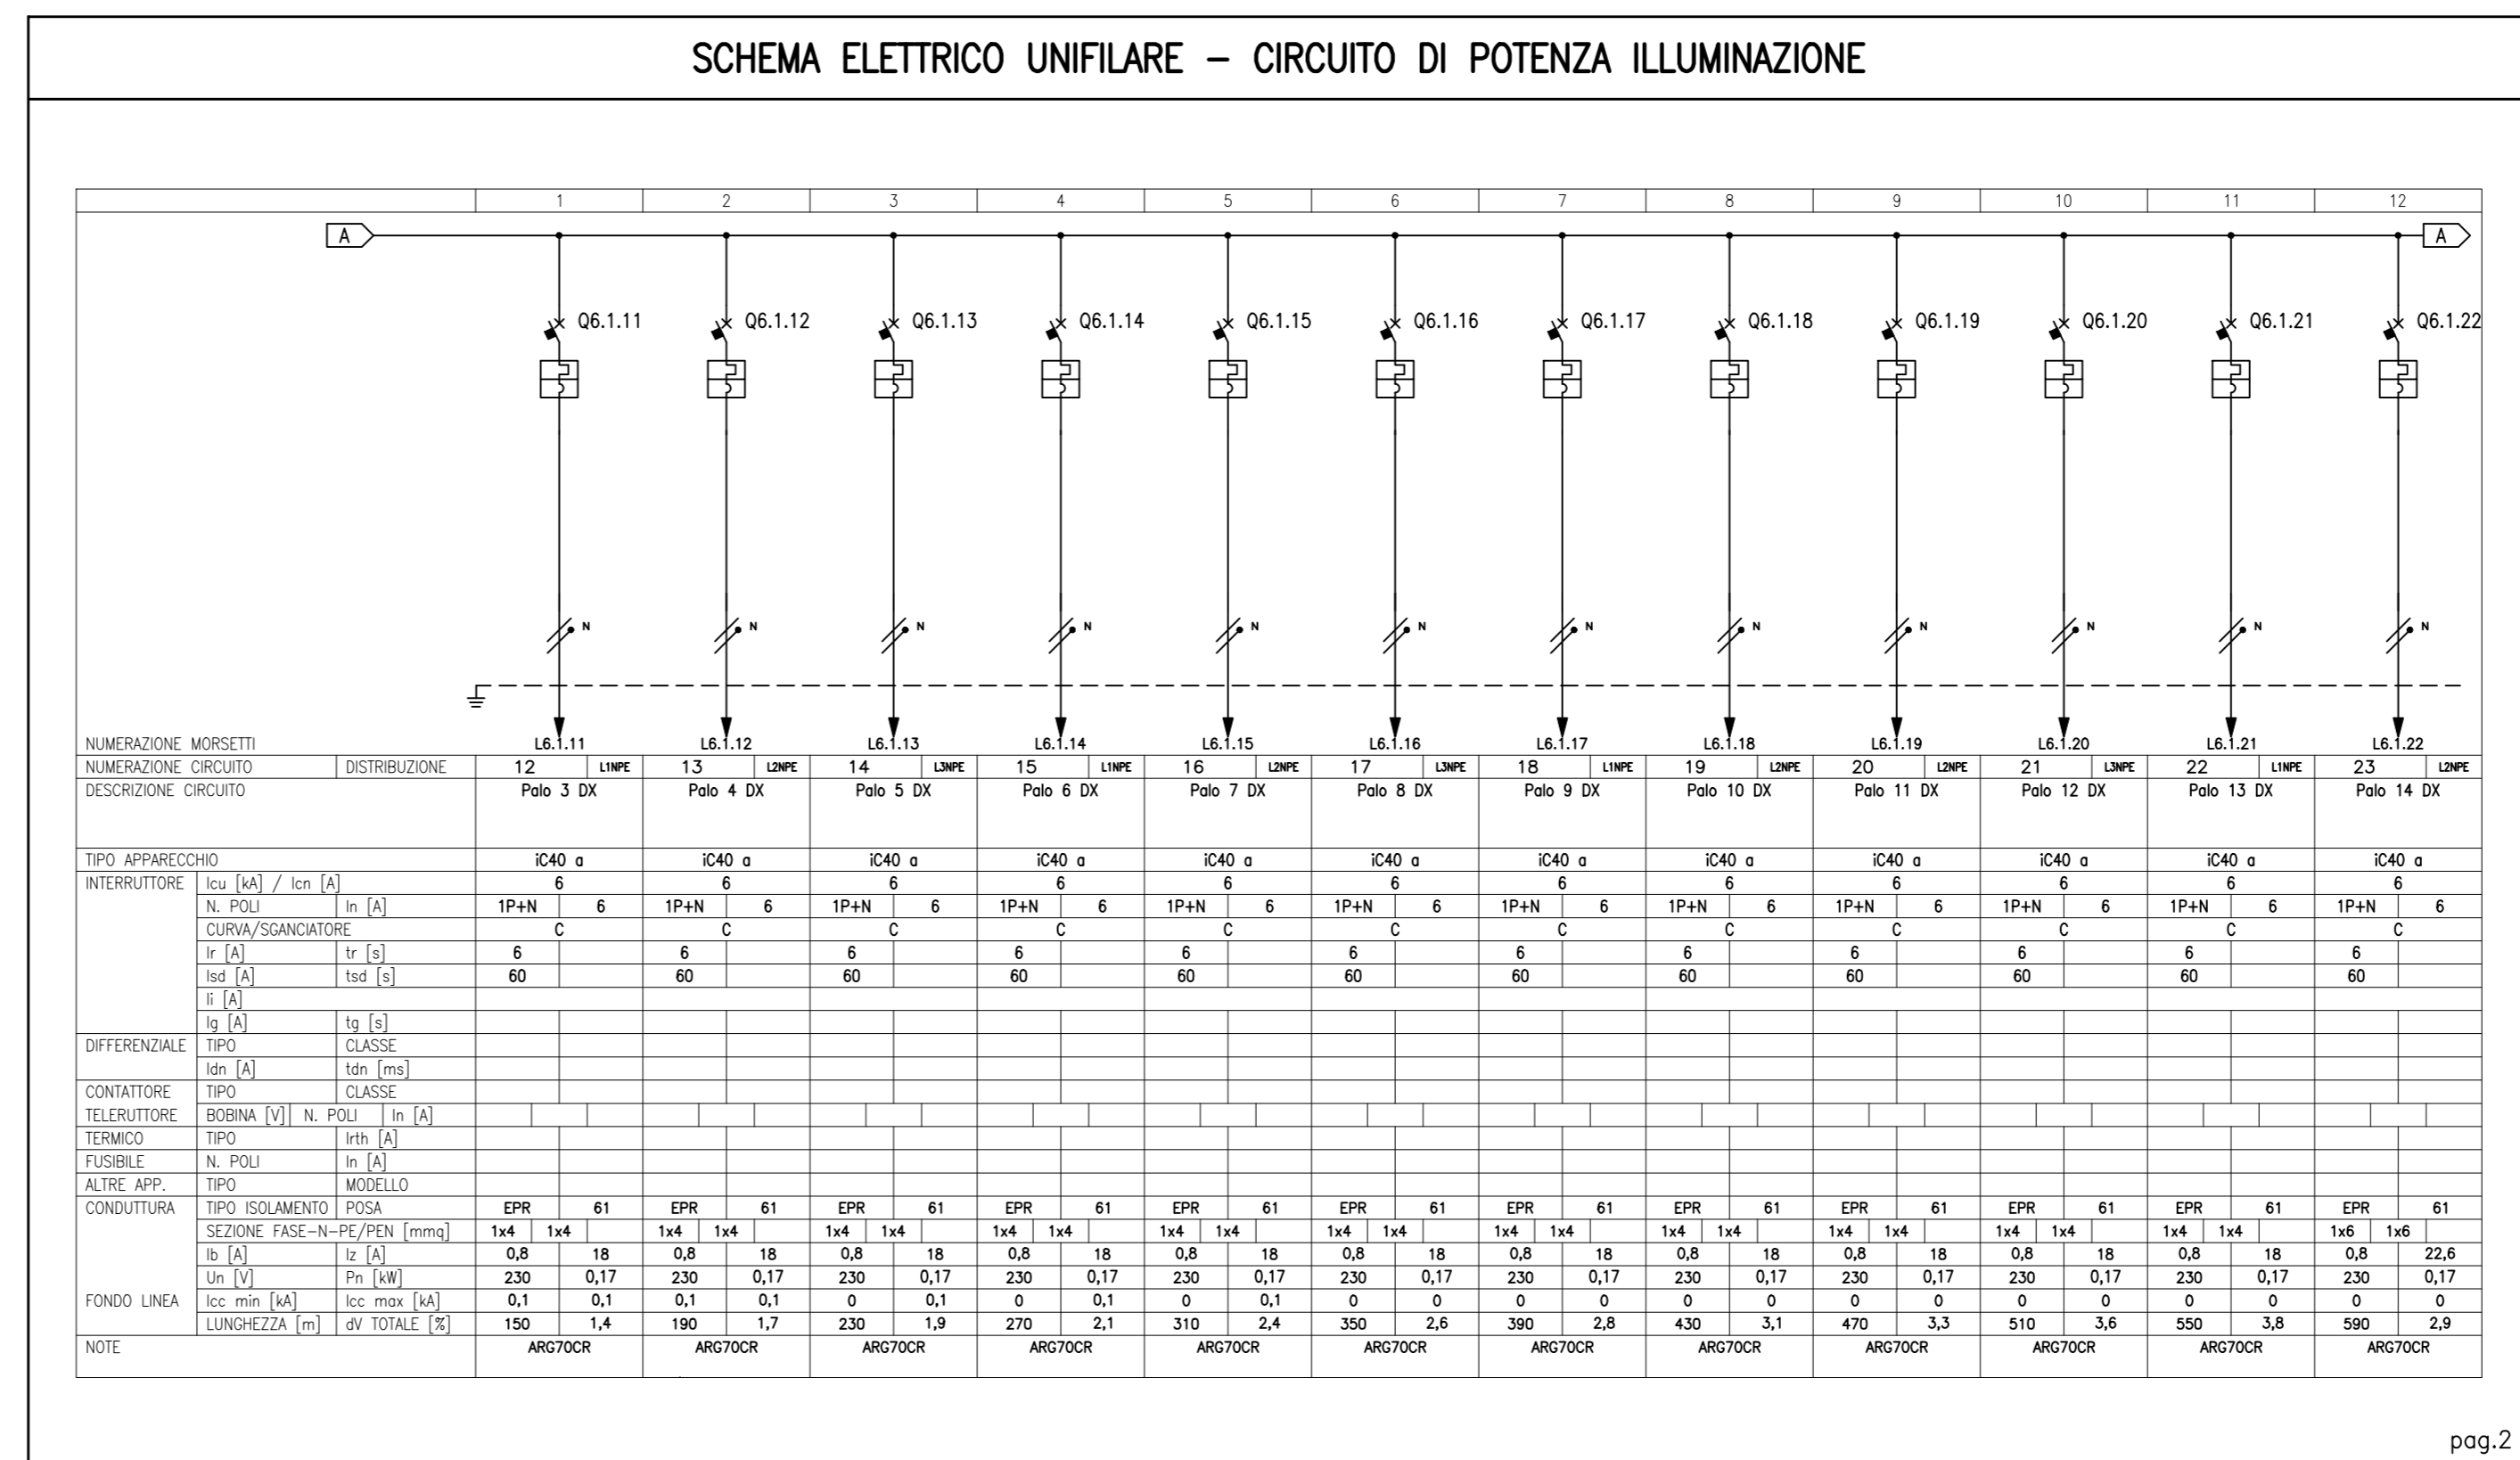 SCHEMA ELETTRICO UNIFILARE – CIRCUITO DI POTENZA ILLUMINAZIONE
1 2 3 4 5 6 7 8 9 10 11 12
A A
Q6.1.11 Q6.1.12 Q6.1.13 Q6.1.14 Q6.1.15 Q6.1.16 Q6.1.17 Q6.1.18 Q6.1.19 Q6.1.20 Q6.1.21 Q6.1.22
N N N N N N N N N N N N
NUMERAZIONE MORSETTI L6.1.11 L6.1.12 L6.1.13 L6.1.14 L6.1.15 L6.1.16 L6.1.17 L6.1.18 L6.1.19 L6.1.20 L6.1.21 L6.1.22
NUMERAZIONE CIRCUITO DISTRIBUZIONE 12 L1NPE 13 L2NPE 14 L3NPE 15 L1NPE 16 L2NPE 17 L3NPE 18 L1NPE 19 L2NPE 20 L2NPE 21 L3NPE 22 L1NPE 23 L2NPE
DESCRIZIONE CIRCUITO Palo 3 DX Palo 4 DX Palo 5 DX Palo 6 DX Palo 7 DX Palo 8 DX Palo 9 DX Palo 10 DX Palo 11 DX Palo 12 DX Palo 13 DX Palo 14 DX
TIPO APPARECCHIO iC40 a iC40 a iC40 a iC40 a iC40 a iC40 a iC40 a iC40 a iC40 a iC40 a iC40 a iC40 a
INTERRUTTORE Icu [kA] / Icn [A] 6 6 6 6 6 6 6 6 6 6 6 6
N. POLI In [A] 1P+N 6 1P+N 6 1P+N 6 1P+N 6 1P+N 6 1P+N 6 1P+N 6 1P+N 6 1P+N 6 1P+N 6 1P+N 6 1P+N 6
CURVA/SGANCIATORE C C C C C C C C C C C C
Ir [A] tr [s] 6 6 6 6 6 6 6 6 6 6 6 6
Isd [A] tsd [s] 60 60 60 60 60 60 60 60 60 60 60 60
Ii [A]
Ig [A] tg [s]
DIFFERENZIALE TIPO CLASSE
Idn [A] tdn [ms]
CONTATTORE TIPO CLASSE
TELERUTTORE BOBINA [V] N. POLI In [A]
TERMICO TIPO Irth [A]
FUSIBILE N. POLI In [A]
ALTRE APP. TIPO MODELLO
CONDUTTURA TIPO ISOLAMENTO POSA EPR 61 EPR 61 EPR 61 EPR 61 EPR 61 EPR 61 EPR 61 EPR 61 EPR 61 EPR 61 EPR 61 EPR 61
SEZIONE FASE-N-PE/PEN [mmq] 1x4 1x4 1x4 1x4 1x4 1x4 1x4 1x4 1x4 1x4 1x4 1x4 1x4 1x4 1x4 1x4 1x4 1x4 1x4 1x4 1x4 1x4 1x6 1x6
Ib [A] Iz [A] 0,8 18 0,8 18 0,8 18 0,8 18 0,8 18 0,8 18 0,8 18 0,8 18 0,8 18 0,8 18 0,8 18 0,8 22,6
Un [V] Pn [kW] 230 0,17 230 0,17 230 0,17 230 0,17 230 0,17 230 0,17 230 0,17 230 0,17 230 0,17 230 0,17 230 0,17 230 0,17
FONDO LINEA Icc min [kA] Icc max [kA] 0,1 0,1 0,1 0,1 0 0,1 0 0,1 0 0,1 0 0 0 0 0 0 0 0 0 0 0 0 0 0
LUNGHEZZA [m] dV TOTALE [%] 150 1,4 190 1,7 230 1,9 270 2,1 310 2,4 350 2,6 390 2,8 430 3,1 470 3,3 510 3,6 550 3,8 590 2,9
NOTE ARG7OCR ARG7OCR ARG7OCR ARG7OCR ARG7OCR ARG7OCR ARG7OCR ARG7OCR ARG7OCR ARG7OCR ARG7OCR ARG7OCR
pag.2